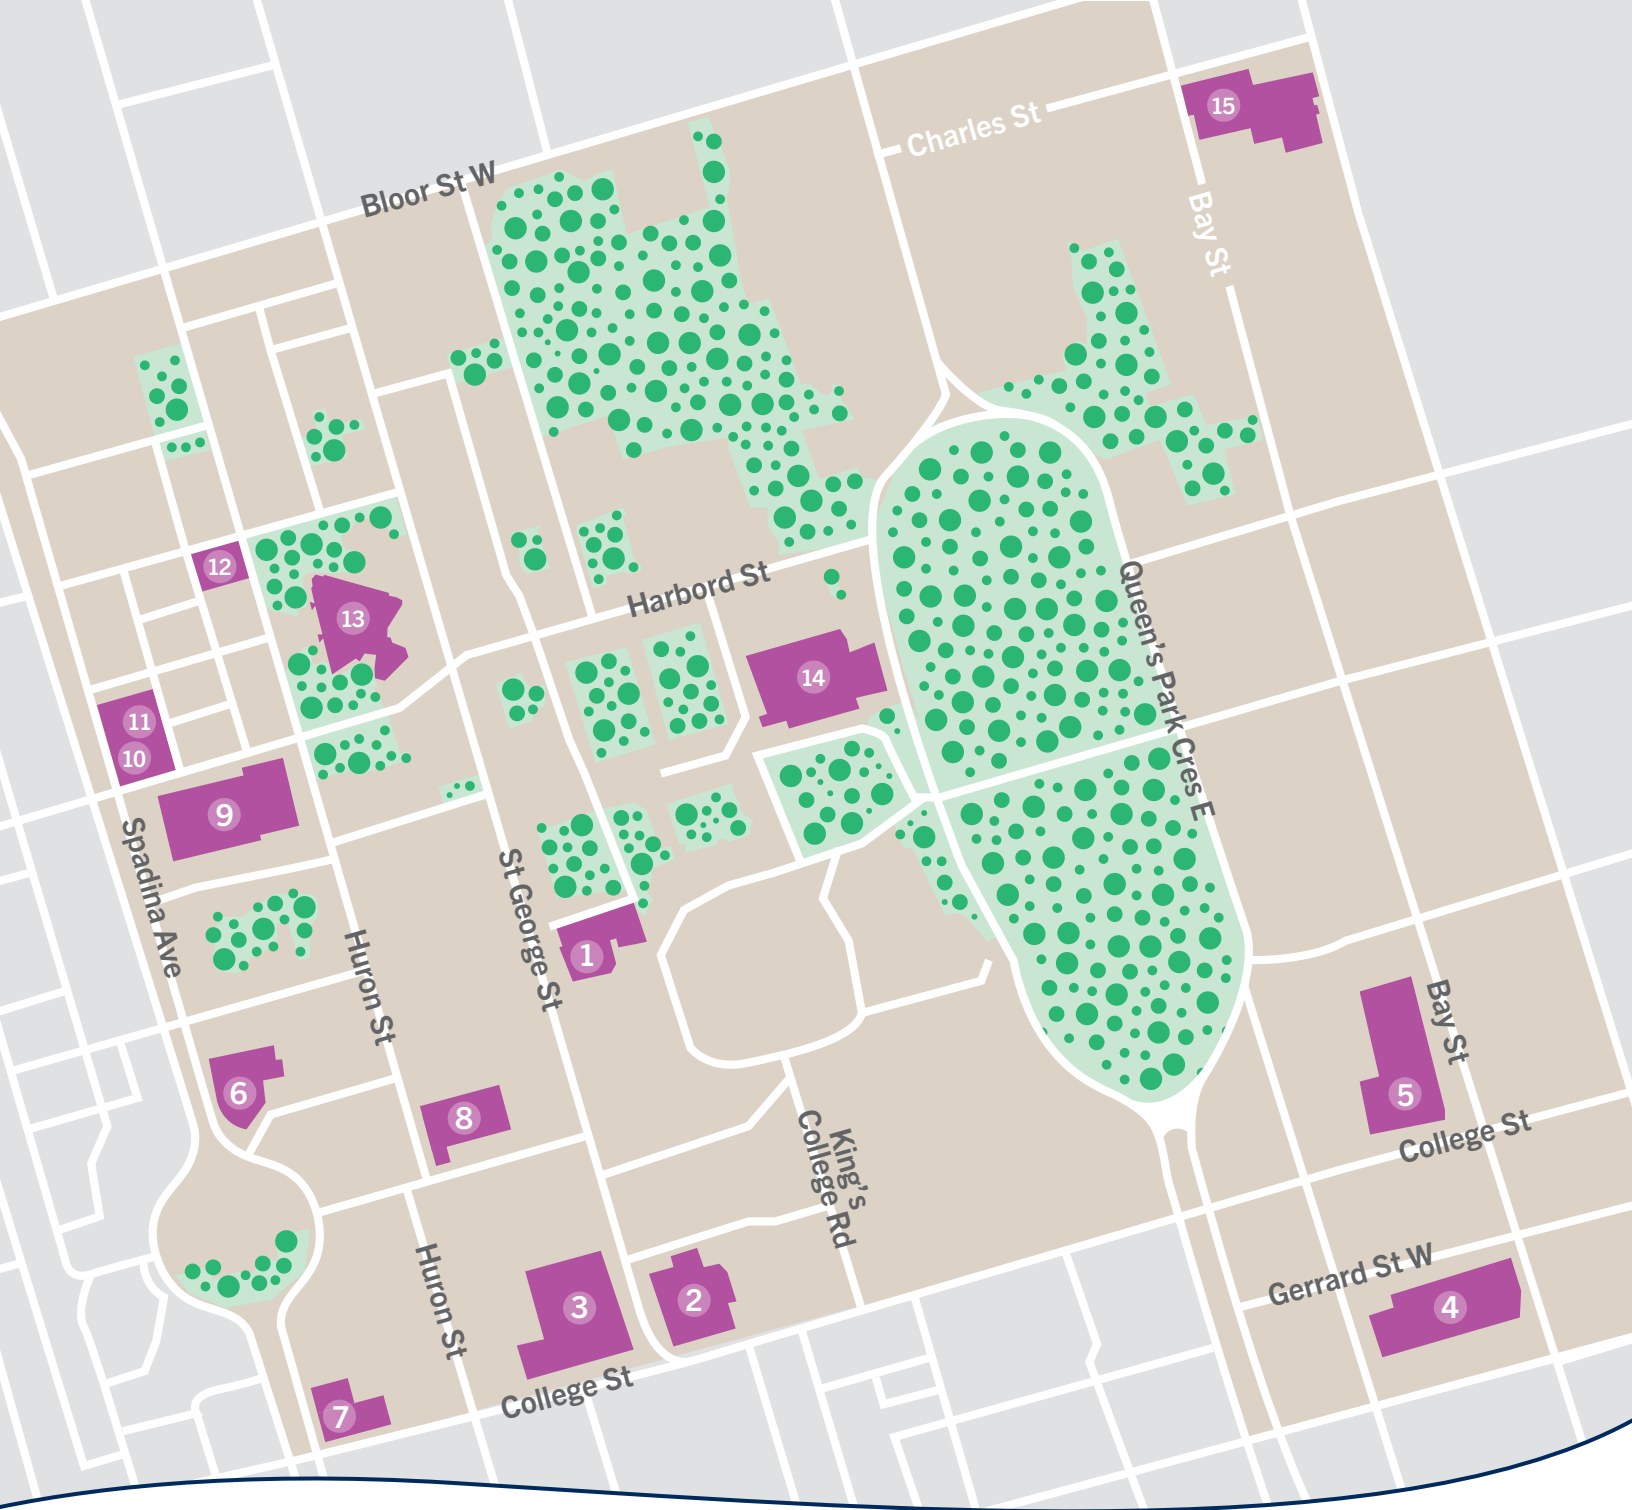 15
Charles St
Bloor St W
Bay St
12
Harbord St
13
14
Queen's Park Cres E
11
10
9
Spadina Ave
St George St
Huron St
1
Bay St
6
8
5
King's
College Rd
College St
Huron St
3
2
Gerrard St W
4
College St
7